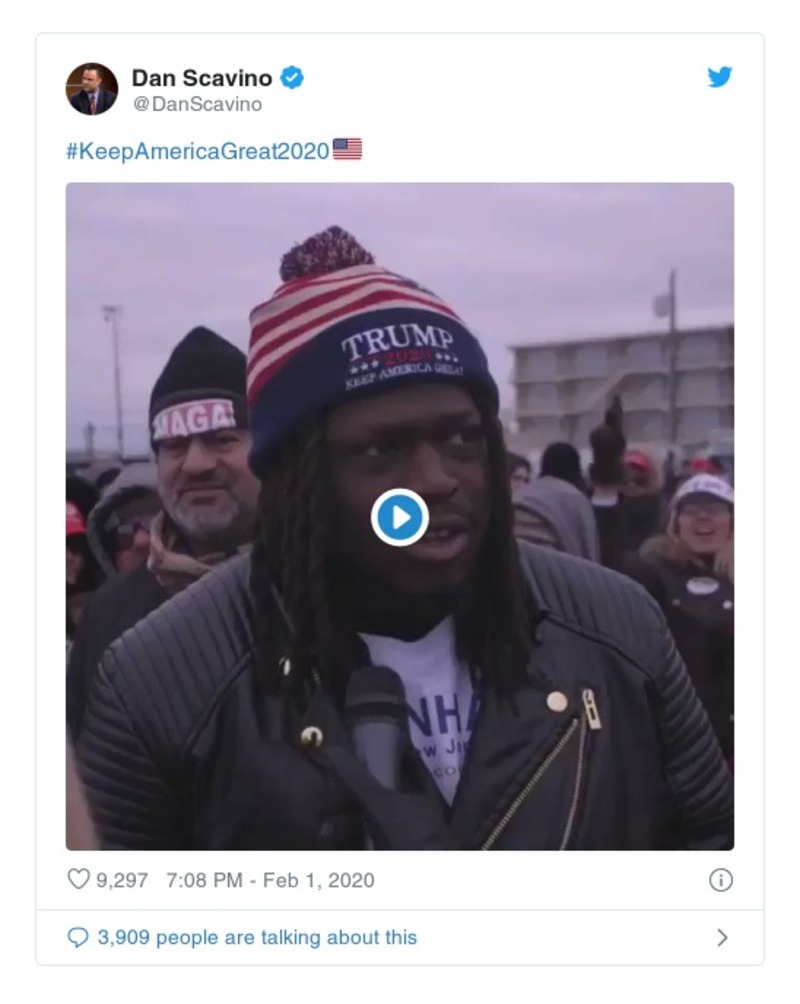 Dan Scavino
@DanScavino
#KeepAmericaGreat2020
MAGA
TRUMP
2020
KEEP AMERICA GREAT
NHA
w J
CO
9,297 7:08 PM - Feb 1, 2020
3,909 people are talking about this